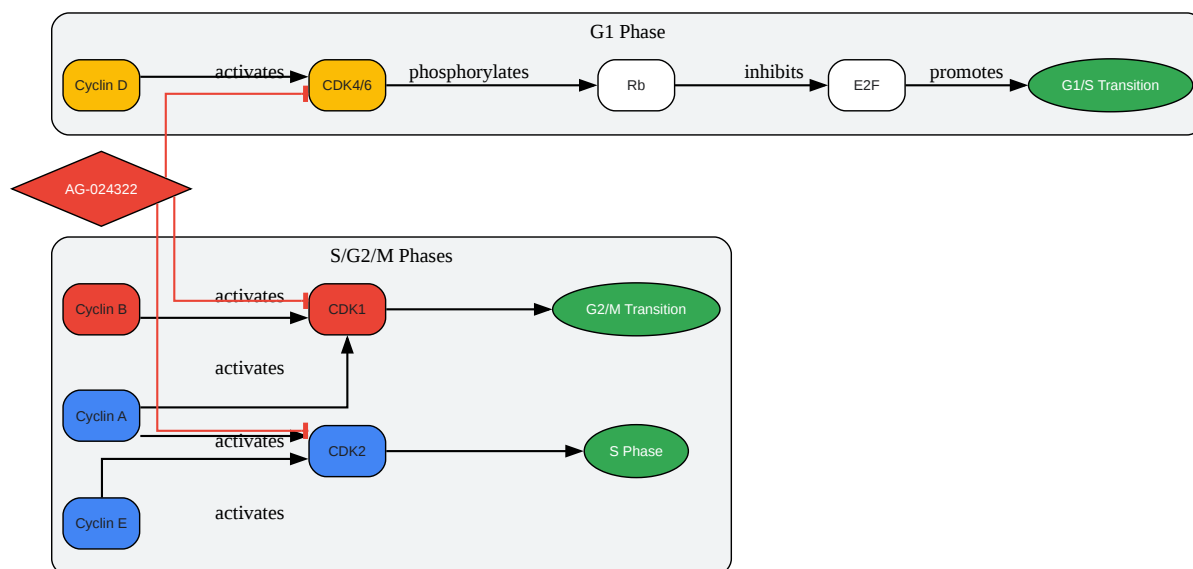 G1 Phase
Cyclin D
activates
CDK4/6
phosphorylates
Rb
inhibits
E2F
promotes
G1/S Transition
AG-024322
S/G2/M Phases
Cyclin B
activates
CDK1
G2/M Transition
activates
Cyclin A
activates
CDK2
S Phase
Cyclin E
activates